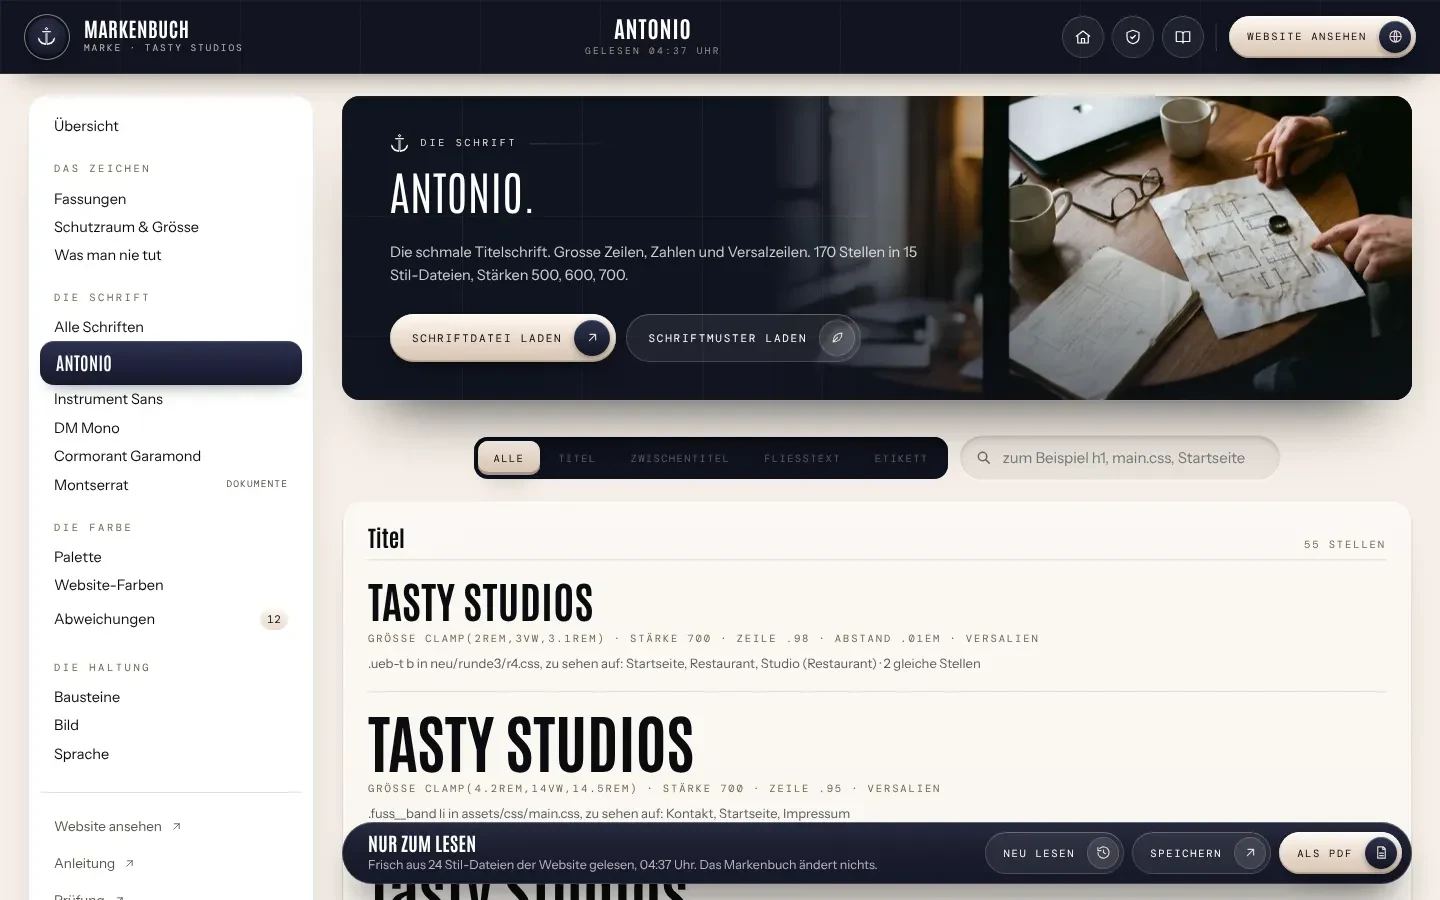 MARKENBUCH
MARKE · TASTY STUDIOS
ANTONIO
GELESEN 04:37 UHR
WEBSITE ANSEHEN
Übersicht
DAS ZEICHEN
Fassungen
Schutzraum & Grösse
Was man nie tut
DIE SCHRIFT
Alle Schriften
ANTONIO
Instrument Sans
DM Mono
Cormorant Garamond
Montserrat DOKUMENTE
DIE FARBE
Palette
Website-Farben
Abweichungen 12
DIE HALTUNG
Bausteine
Bild
Sprache
Website ansehen
Anleitung
Prüfung
DIE SCHRIFT
ANTONIO.
Die schmale Titelschrift. Grosse Zeilen, Zahlen und Versalzeilen. 170 Stellen in 15
Stil-Dateien, Stärken 500, 600, 700.
SCHRIFTDATEI LADEN SCHRIFTMUSTER LADEN
ALLE TITEL ZWISCHENTITEL FLIESSTEXT ETIKETT zum Beispiel h1, main.css, Startseite
Titel 55 STELLEN
TASTY STUDIOS
GRÖSSE CLAMP(2REM,3VW,3.1REM) · STÄRKE 700 · ZEILE .98 · ABSTAND .01EM · VERSALIEN
.ueb-t b in neu/runde3/r4.css, zu sehen auf: Startseite, Restaurant, Studio (Restaurant) · 2 gleiche Stellen
TASTY STUDIOS
GRÖSSE CLAMP(4.2REM,14VW,14.5REM) · STÄRKE 700 · ZEILE .95 · VERSALIEN
.fuss__band li in assets/css/main.css, zu sehen auf: Kontakt, Startseite, Impressum
NUR ZUM LESEN
Frisch aus 24 Stil-Dateien der Website gelesen, 04:37 Uhr. Das Markenbuch ändert nichts.
NEU LESEN SPEICHERN ALS PDF
Tasty Studios